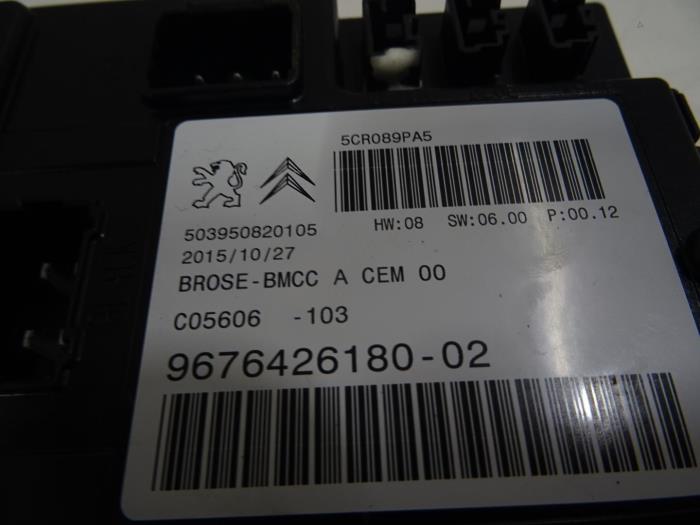 5CR089PA5
HW:08 SW:06.00 P:00.12
503950820105
2015/10/27
BROSE-BMCC A CEM 00
C05606 -103
9676426180-02